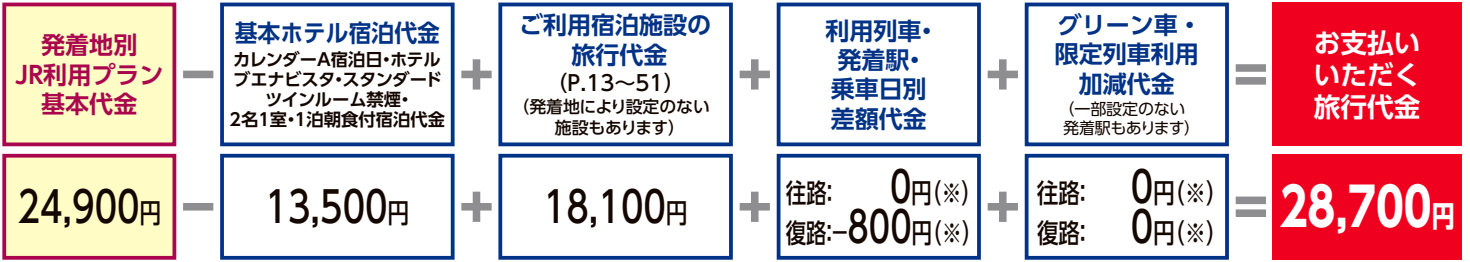 発着地別
JR利用プラン
基本代金
−
基本ホテル宿泊代金
カレンダーA宿泊日・ホテル
ブエナビスタ・スタンダード
ツインルーム禁煙・
2名1室・1泊朝食付宿泊代金
+
ご利用宿泊施設の
旅行代金
(P.13〜51)
(発着地により設定のない
施設もあります)
+
利用列車・
発着駅・
乗車日別
差額代金
+
グリーン車・
限定列車利用
加減代金
(一部設定のない
発着駅もあります)
=
お支払い
いただく
旅行代金
24,900円
−
13,500円
+
18,100円
+
往路: 0円(※)
復路:−800円(※)
+
往路: 0円(※)
復路: 0円(※)
=
28,700円